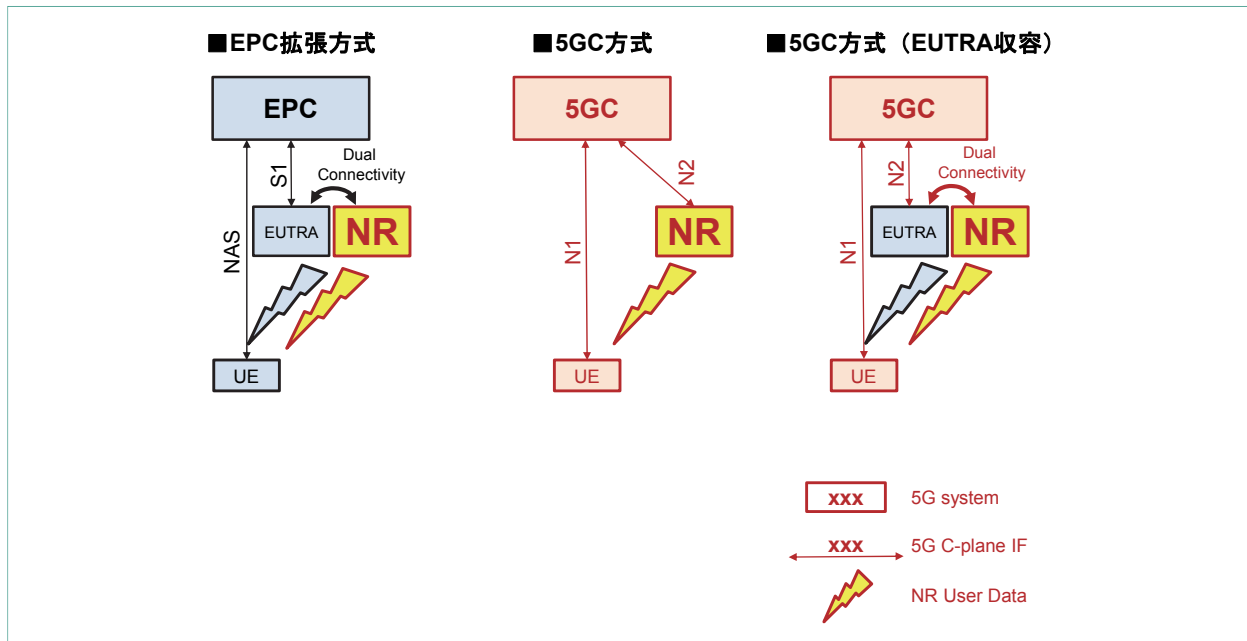 ■EPC拡張方式
EPC
S1
Dual
Connectivity
NAS
EUTRA
NR
UE
■5GC方式
5GC
N2
N1
NR
UE
■5GC方式（EUTRA収容）
5GC
N2
Dual
Connectivity
N1
EUTRA
NR
UE
xxx
5G system
xxx
5G C-plane IF
NR User Data